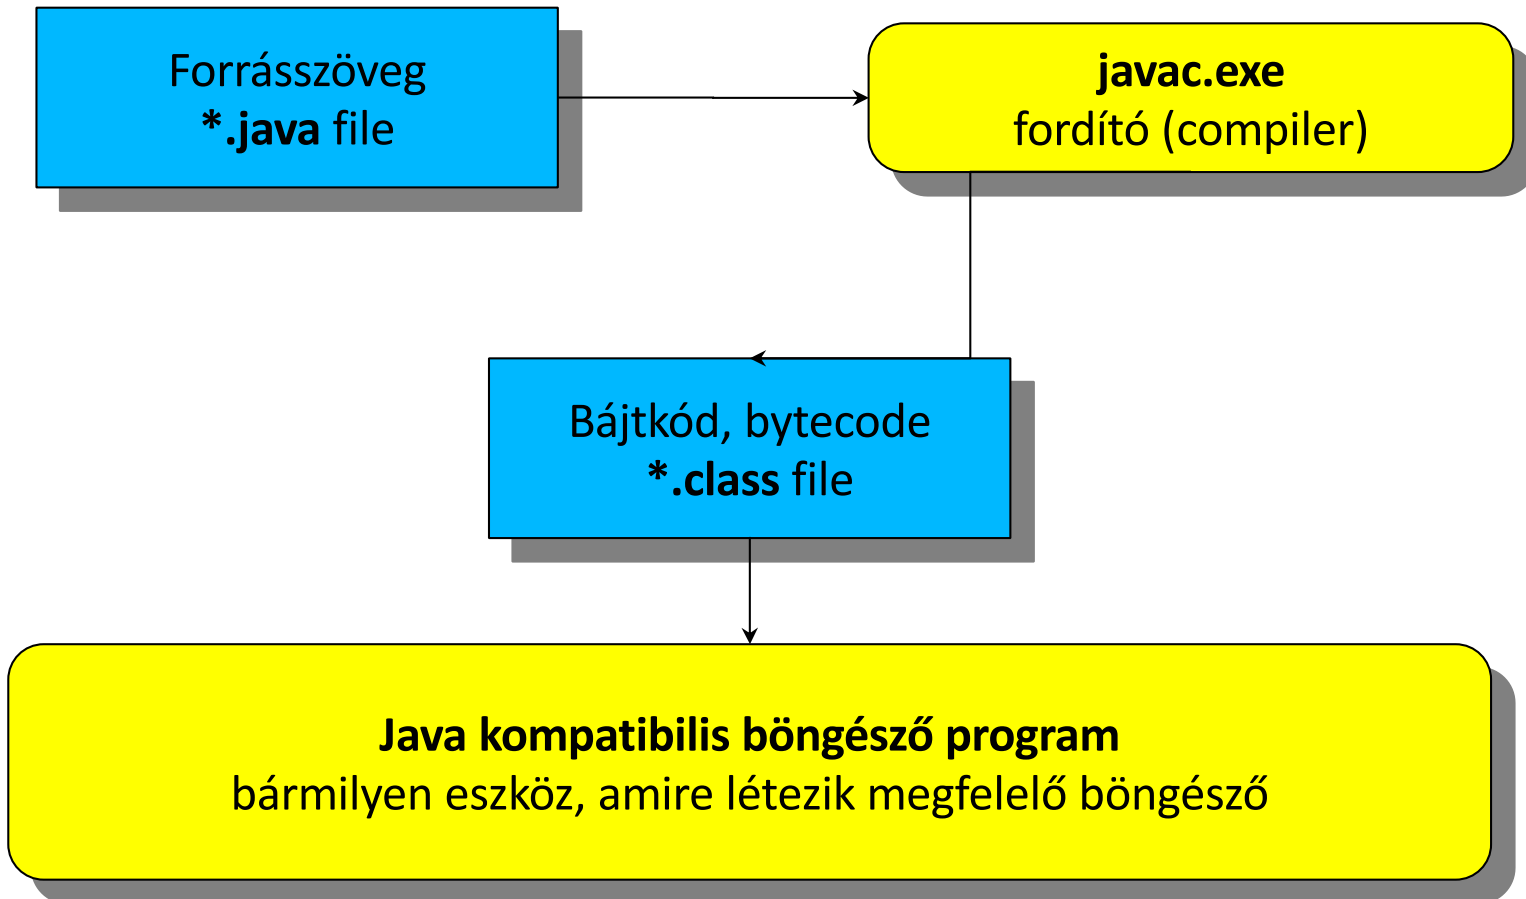 Forrásszöveg
*.java file
javac.exe
fordító (compiler)
Bájtkód, bytecode
*.class file
Java kompatibilis böngésző program
bármilyen eszköz, amire létezik megfelelő böngésző